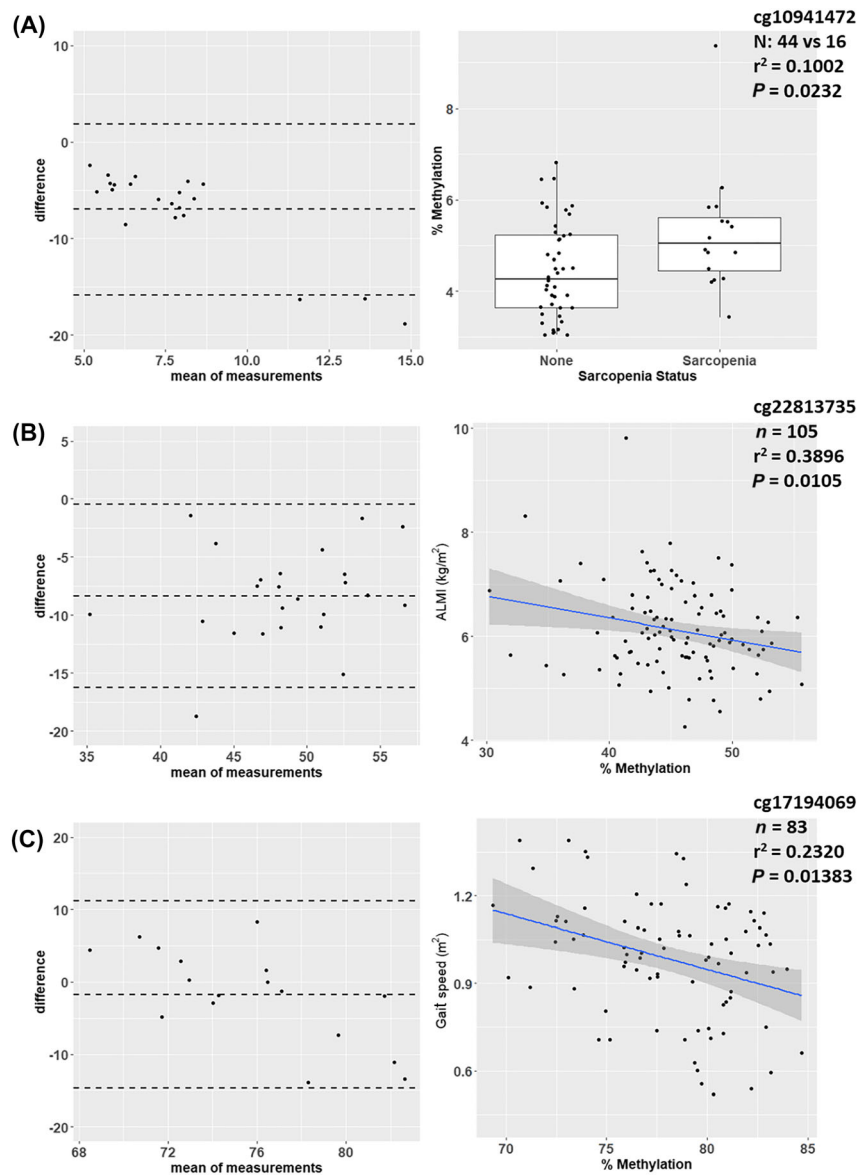 (A)
10
0
-10
-20
difference
5.0 7.5 10.0 12.5 15.0
mean of measurements
cg10941472
N: 44 vs 16
r² = 0.1002
P = 0.0232
8
6
4
% Methylation
None Sarcopenia
Sarcopenia Status
(B)
5
0
-5
-10
-15
-20
difference
35 40 45 50 55
mean of measurements
cg22813735
n = 105
r² = 0.3896
P = 0.0105
10
8
6
4
ALMI (kg/m²)
30 40 50
% Methylation
(C)
20
10
0
-10
-20
difference
68 72 76 80
mean of measurements
cg17194069
n = 83
r² = 0.2320
P = 0.01383
1.2
0.9
0.6
Gait speed (m²)
70 75 80 85
% Methylation